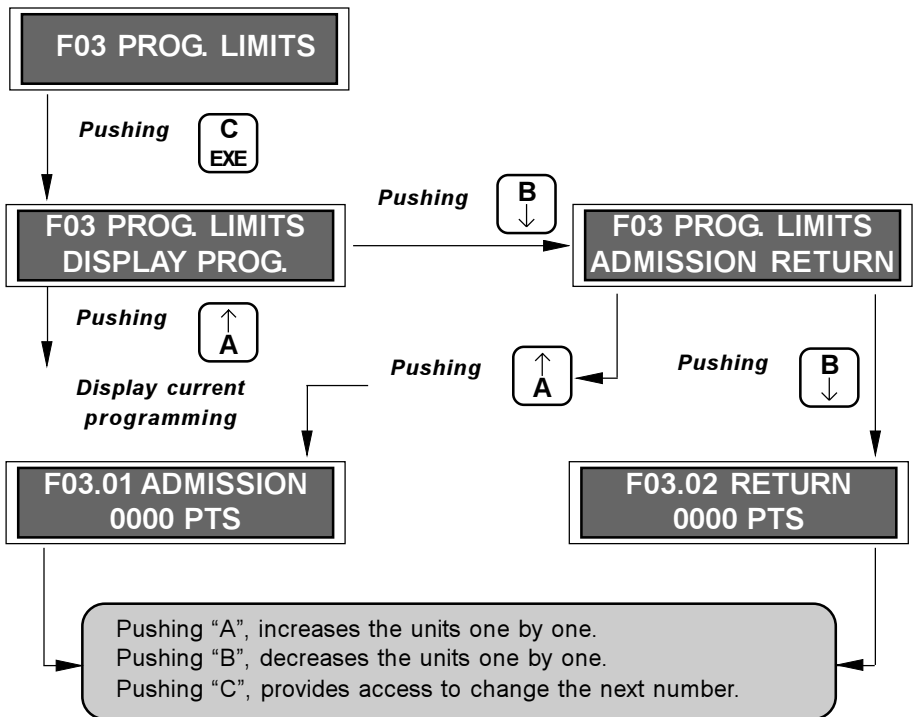 F03 PROG. LIMITS
Pushing
C
EXE
F03 PROG. LIMITS
DISPLAY PROG.
Pushing
B
↓
F03 PROG. LIMITS
ADMISSION RETURN
Pushing
↑
A
Display current
programming
Pushing
↑
A
Pushing
B
↓
F03.01 ADMISSION
0000 PTS
F03.02 RETURN
0000 PTS
Pushing “A”, increases the units one by one.
Pushing “B”, decreases the units one by one.
Pushing “C”, provides access to change the next number.